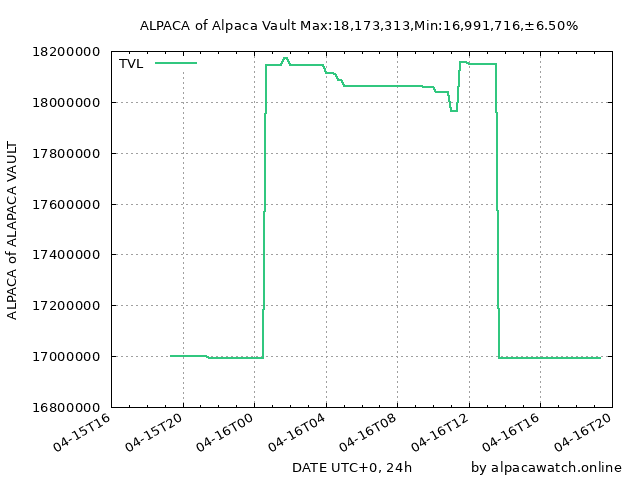 ALPACA of Alpaca Vault Max:18,173,313,Min:16,991,716,±6.50%
TVL
18200000
18000000
17800000
17600000
17400000
17200000
17000000
16800000
ALPACA of ALAPACA VAULT
04-15T16
04-15T20
04-16T00
04-16T04
04-16T08
04-16T12
04-16T16
04-16T20
DATE UTC+0, 24h
by alpacawatch.online